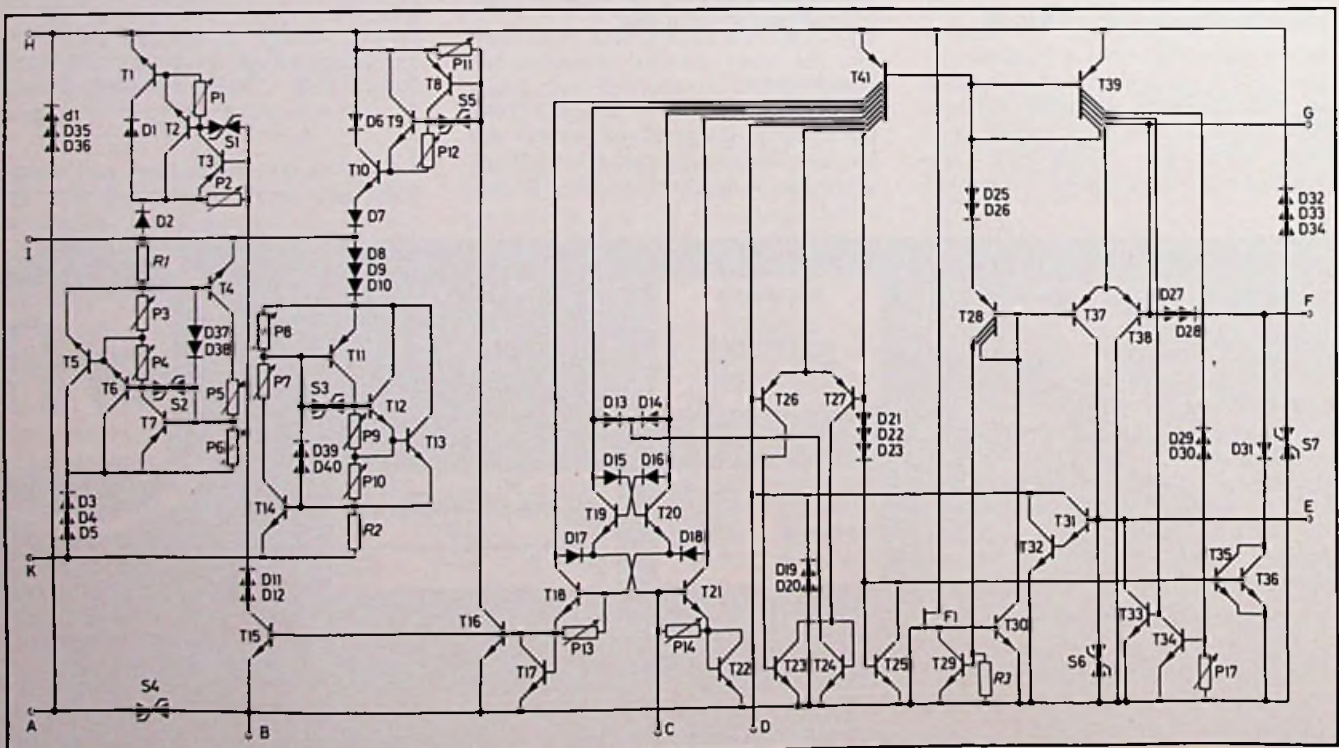 H
T1
P1
T2
S1
D1
T3
P2
d1
D35
D36
D2
I
R1
P3
T4
D37
D38
T5
P4
T6
S2
P5
T7
P6
D3
D4
D5
K
P11
T8
S5
D6
T9
P12
T10
D7
D8
D9
D10
P8
T11
P7
S3
T12
P9
T13
D39
D40
P10
T14
R2
D11
D12
T15
T16
S4
A
B
T41
T39
G
D25
D26
D32
D33
D34
T28
T37
T38
D27
D28
F
D13
D14
T26
T27
D21
D22
D23
D15
D16
T19
T20
D17
D18
T18
T21
P13
P14
T17
T22
D19
D20
T23
T24
T25
F1
T29
T30
R3
T31
T32
D29
D30
D31
S7
E
T35
T36
T33
T34
S6
P17
C
D